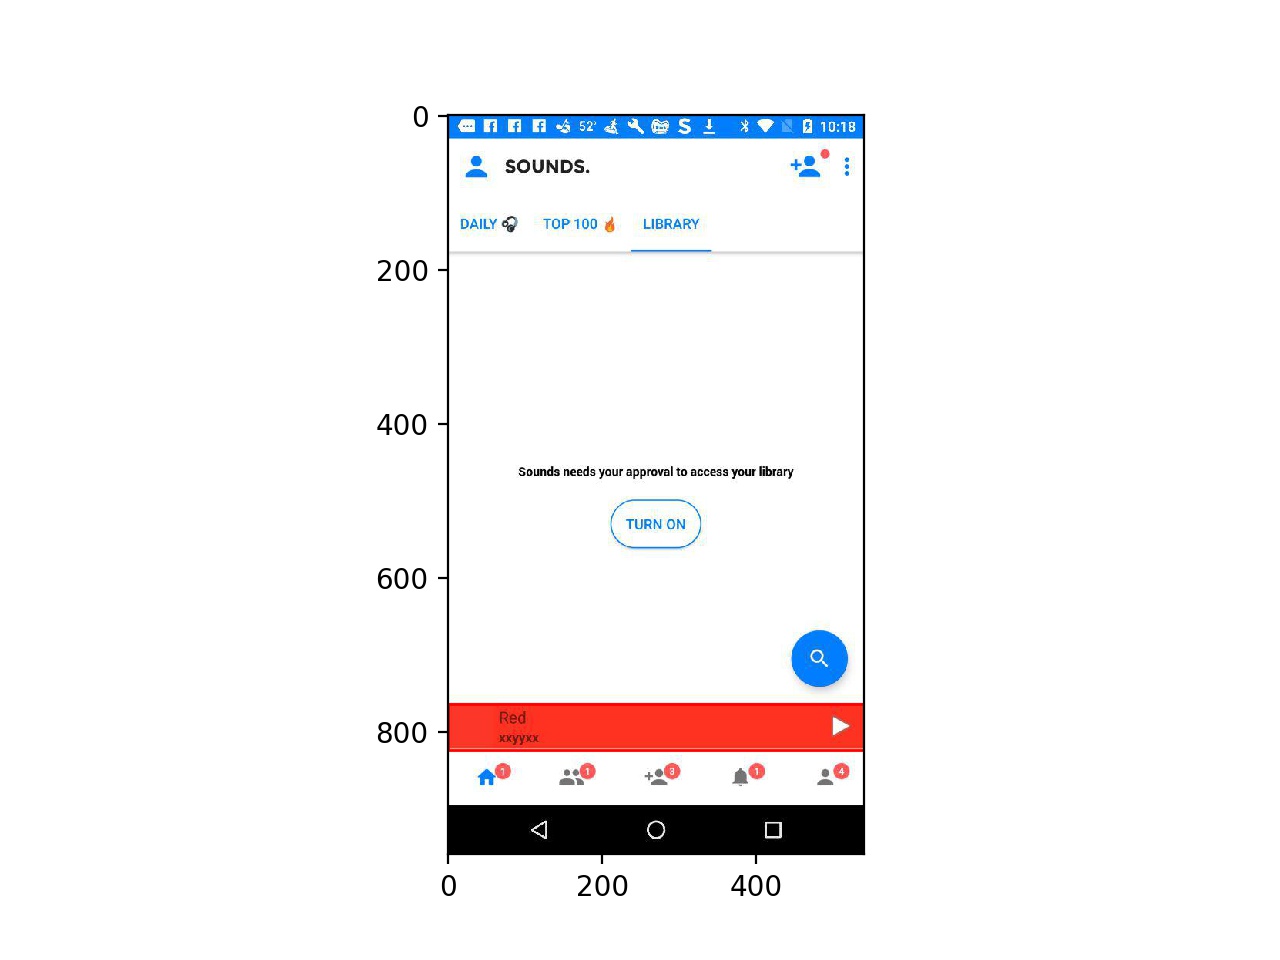 0
52°
10:18
SOUNDS.
DAILY TOP 100 LIBRARY
200
400
Sounds needs your approval to access your library
TURN ON
600
Red
xxyyxx
800
1 1 3 1 4
0 200 400